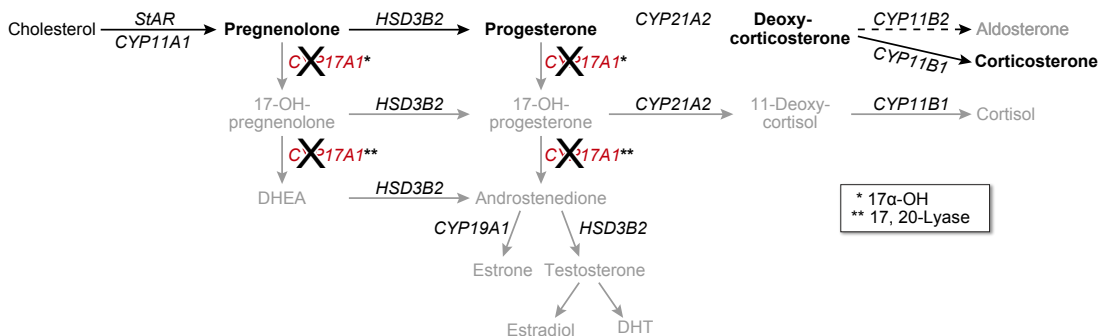 StAR HSD3B2 CYP21A2 Deoxy- CYP11B2
Cholesterol Pregnenolone Progesterone corticosterone Aldosterone
CYP11A1 CYP11B1 Corticosterone
CYP17A1* CYP17A1*
17-OH- HSD3B2 17-OH- CYP21A2 11-Deoxy- CYP11B1
pregnenolone progesterone cortisol Cortisol
CYP17A1** CYP17A1**
DHEA HSD3B2 Androstenedione
* 17α-OH
** 17, 20-Lyase
CYP19A1 HSD3B2
Estrone Testosterone
Estradiol DHT